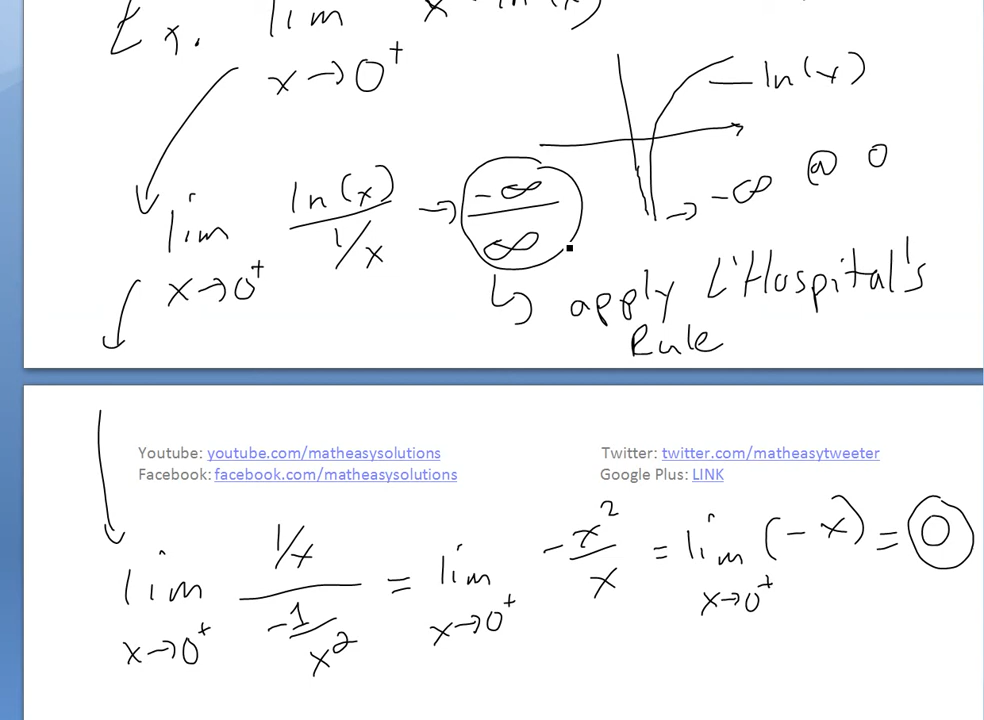 Ex. lim x ln(x)
x→0⁺
ln(x)
-∞ @ 0
lim ln(x) / 1/x → -∞/∞
x→0⁺
apply L'Hospital's
Rule
Youtube: youtube.com/matheasysolutions
Twitter: twitter.com/matheasytweeter
Facebook: facebook.com/matheasysolutions
Google Plus: LINK
lim 1/x / -1/x² = lim -x²/x = lim (-x) = 0
x→0⁺ x→0⁺ x→0⁺